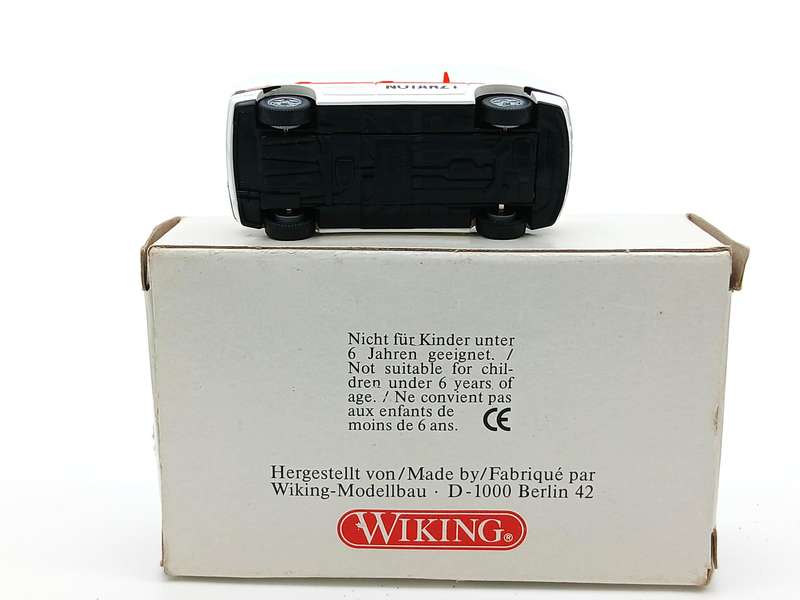 NOTARZT
Nicht für Kinder unter
6 Jahren geeignet. /
Not suitable for chil-
dren under 6 years of
age. / Ne convient pas
aux enfants de
moins de 6 ans. CE
Hergestellt von/Made by/Fabriqué par
Wiking-Modellbau · D-1000 Berlin 42
WIKING®